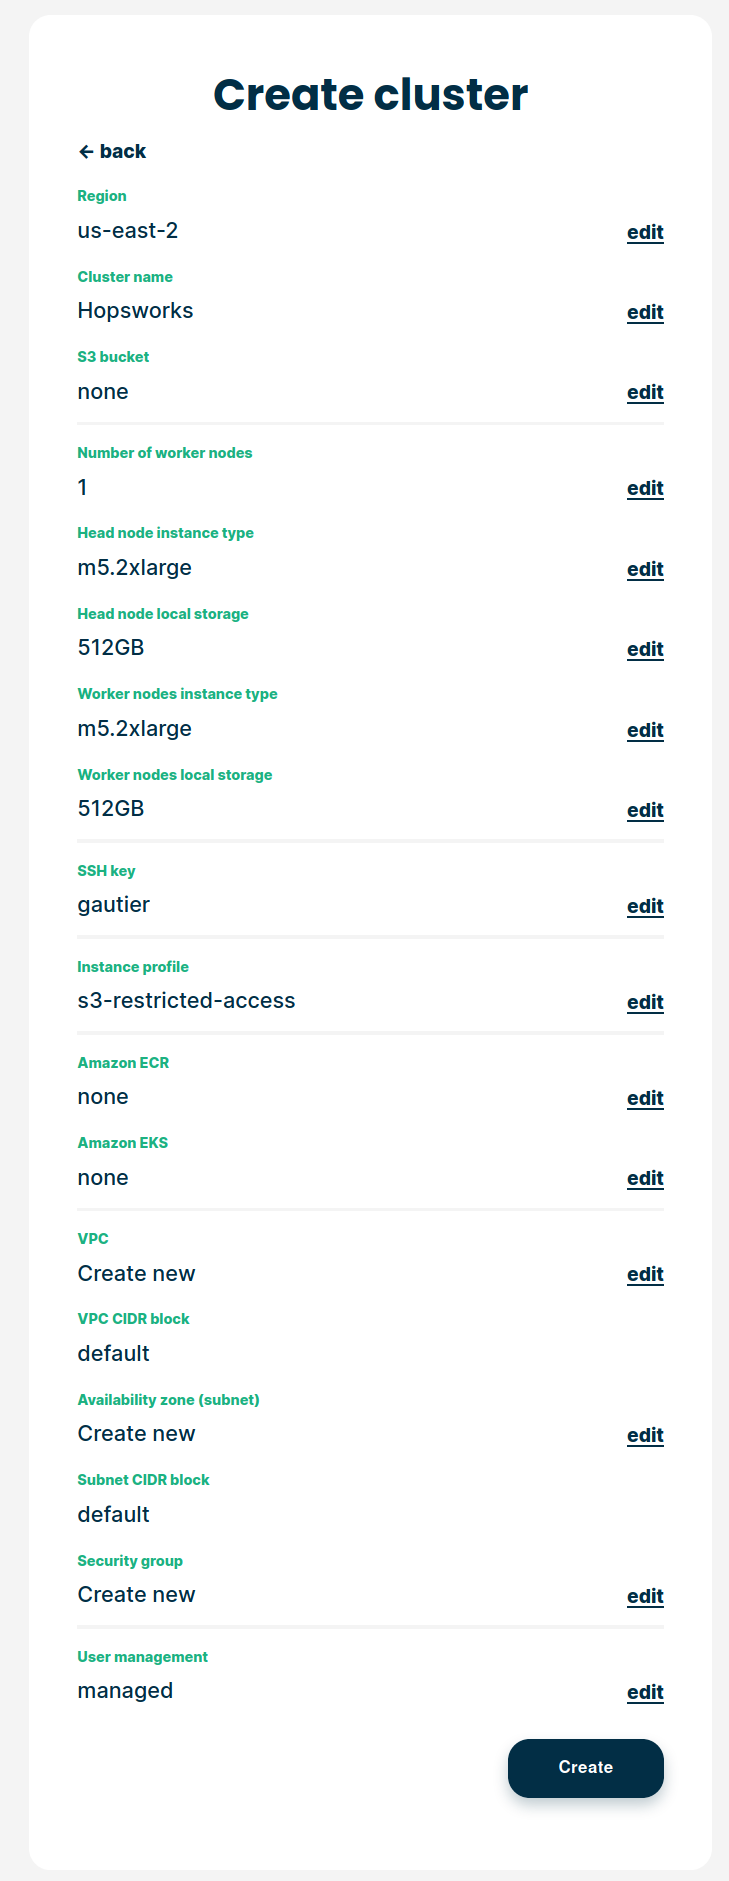 Create cluster
← back
Region
us-east-2 edit
Cluster name
Hopsworks edit
S3 bucket
none edit
Number of worker nodes
1 edit
Head node instance type
m5.2xlarge edit
Head node local storage
512GB edit
Worker nodes instance type
m5.2xlarge edit
Worker nodes local storage
512GB edit
SSH key
gautier edit
Instance profile
s3-restricted-access edit
Amazon ECR
none edit
Amazon EKS
none edit
VPC
Create new edit
VPC CIDR block
default
Availability zone (subnet)
Create new edit
Subnet CIDR block
default
Security group
Create new edit
User management
managed edit
Create